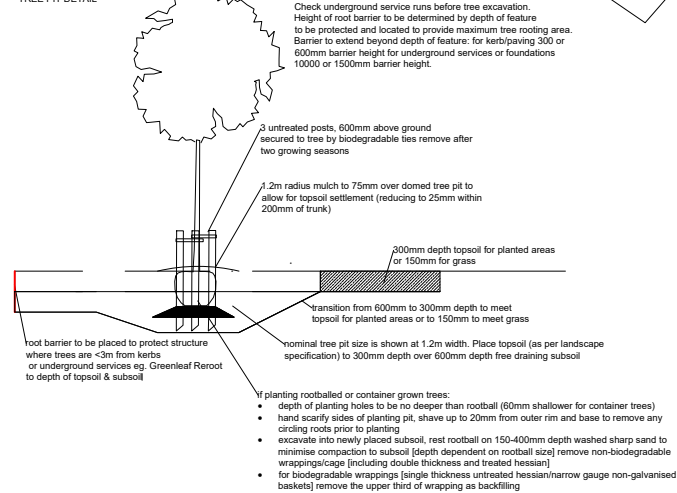 TREE PIT DETAIL
Check underground service runs before tree excavation.
Height of root barrier to be determined by depth of feature
to be protected and located to provide maximum tree rooting area.
Barrier to extend beyond depth of feature: for kerb/paving 300 or
600mm barrier height for underground services or foundations
10000 or 1500mm barrier height.
3 untreated posts, 600mm above ground
secured to tree by biodegradable ties remove after
two growing seasons
1.2m radius mulch to 75mm over domed tree pit to
allow for topsoil settlement (reducing to 25mm within
200mm of trunk)
300mm depth topsoil for planted areas
or 150mm for grass
transition from 600mm to 300mm depth to meet
topsoil for planted areas or to 150mm to meet grass
root barrier to be placed to protect structure
where trees are <3m from kerbs
or underground services eg. Greenleaf Reroot
to depth of topsoil & subsoil
nominal tree pit size is shown at 1.2m width. Place topsoil (as per landscape
specification) to 300mm depth over 600mm depth free draining subsoil
if planting rootballed or container grown trees:
• depth of planting holes to be no deeper than rootball (60mm shallower for container trees)
• hand scarify sides of planting pit, shave up to 20mm from outer rim and base to remove any
circling roots prior to planting
• excavate into newly placed subsoil, rest rootball on 150-400mm depth washed sharp sand to
minimise compaction to subsoil [depth dependent on rootball size] remove non-biodegradable
wrappings/cage [including double thickness and treated hessian]
• for biodegradable wrappings [single thickness untreated hessian/narrow gauge non-galvanised
baskets] remove the upper third of wrapping as backfilling